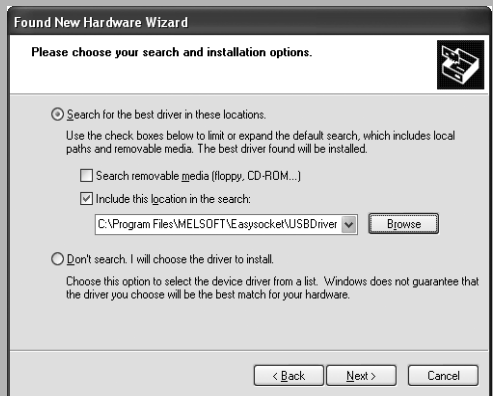 Found New Hardware Wizard
Please choose your search and installation options.
Search for the best driver in these locations.
Use the check boxes below to limit or expand the default search, which includes local
paths and removable media. The best driver found will be installed.
Search removable media (floppy, CD-ROM...)
Include this location in the search:
C:\Program Files\MELSOFT\Easysocket\USBDriver
Browse
Don't search. I will choose the driver to install.
Choose this option to select the device driver from a list. Windows does not guarantee that
the driver you choose will be the best match for your hardware.
< Back
Next >
Cancel